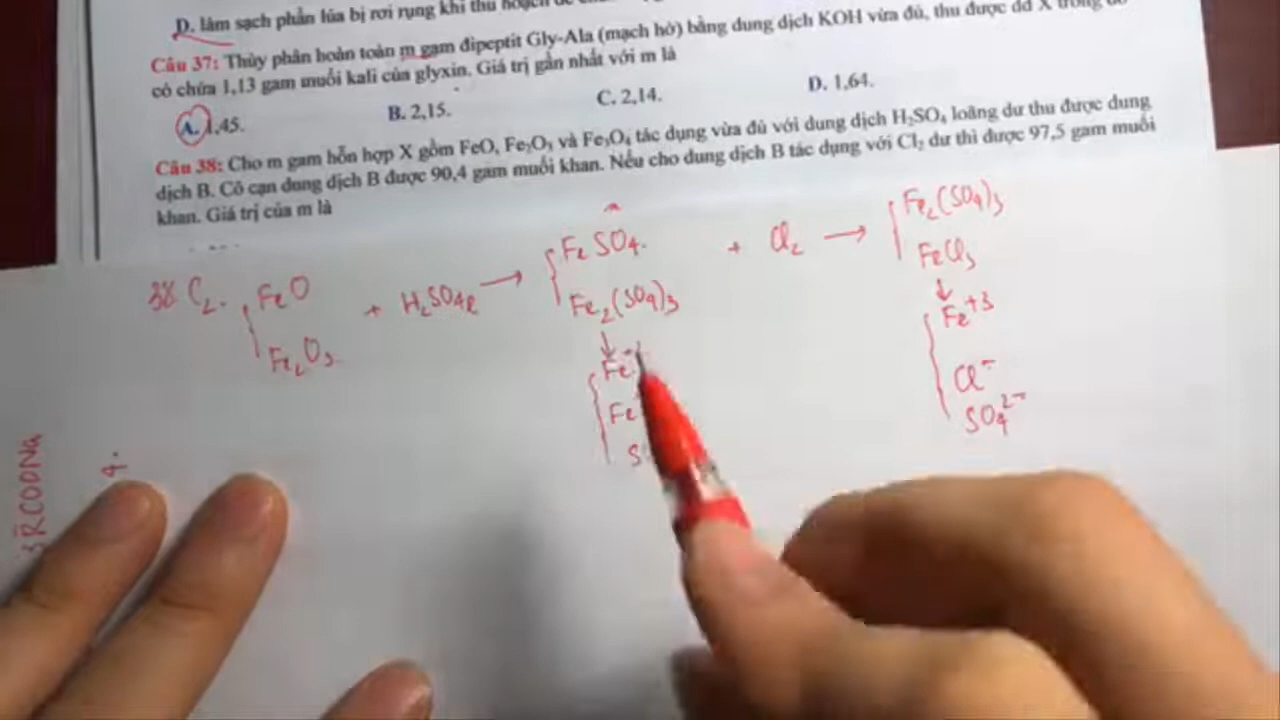 D. làm sạch phần lúa bị rơi rụng khi thu hoạch
Câu 37: Thủy phân hoàn toàn m gam đipeptit Gly-Ala (mạch hở) bằng dung dịch KOH vừa đủ, thu được dd X trong đó
có chứa 1,13 gam muối kali của glyxin. Giá trị gần nhất với m là
A. 1,45. B. 2,15. C. 2,14. D. 1,64.
Câu 38: Cho m gam hỗn hợp X gồm FeO, Fe₂O₃ và Fe₃O₄ tác dụng vừa đủ với dung dịch H₂SO₄ loãng dư thu được dung
dịch B. Cô cạn dung dịch B được 90,4 gam muối khan. Nếu cho dung dịch B tác dụng với Cl₂ dư thì được 97,5 gam muối
khan. Giá trị của m là
38 C₂. FeO + H₂SO₄l → FeSO₄ + Cl₂ → Fe₂(SO₄)₃
Fe₂O₃ Fe₂(SO₄)₃ FeCl₃
↓ ↓
Fe Fe⁺³
Fe Cl⁻
S SO₄²⁻
3RCOONa
4.